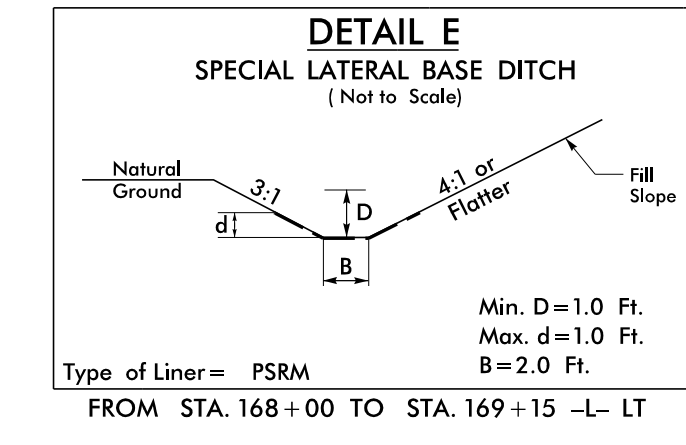 DETAIL E
SPECIAL LATERAL BASE DITCH
( Not to Scale)
Natural
Ground
3:1
D
d
B
4:1 or
Flatter
Fill
Slope
Min. D=1.0 Ft.
Max. d=1.0 Ft.
B=2.0 Ft.
Type of Liner= PSRM
FROM STA. 168+00 TO STA. 169+15 -L- LT